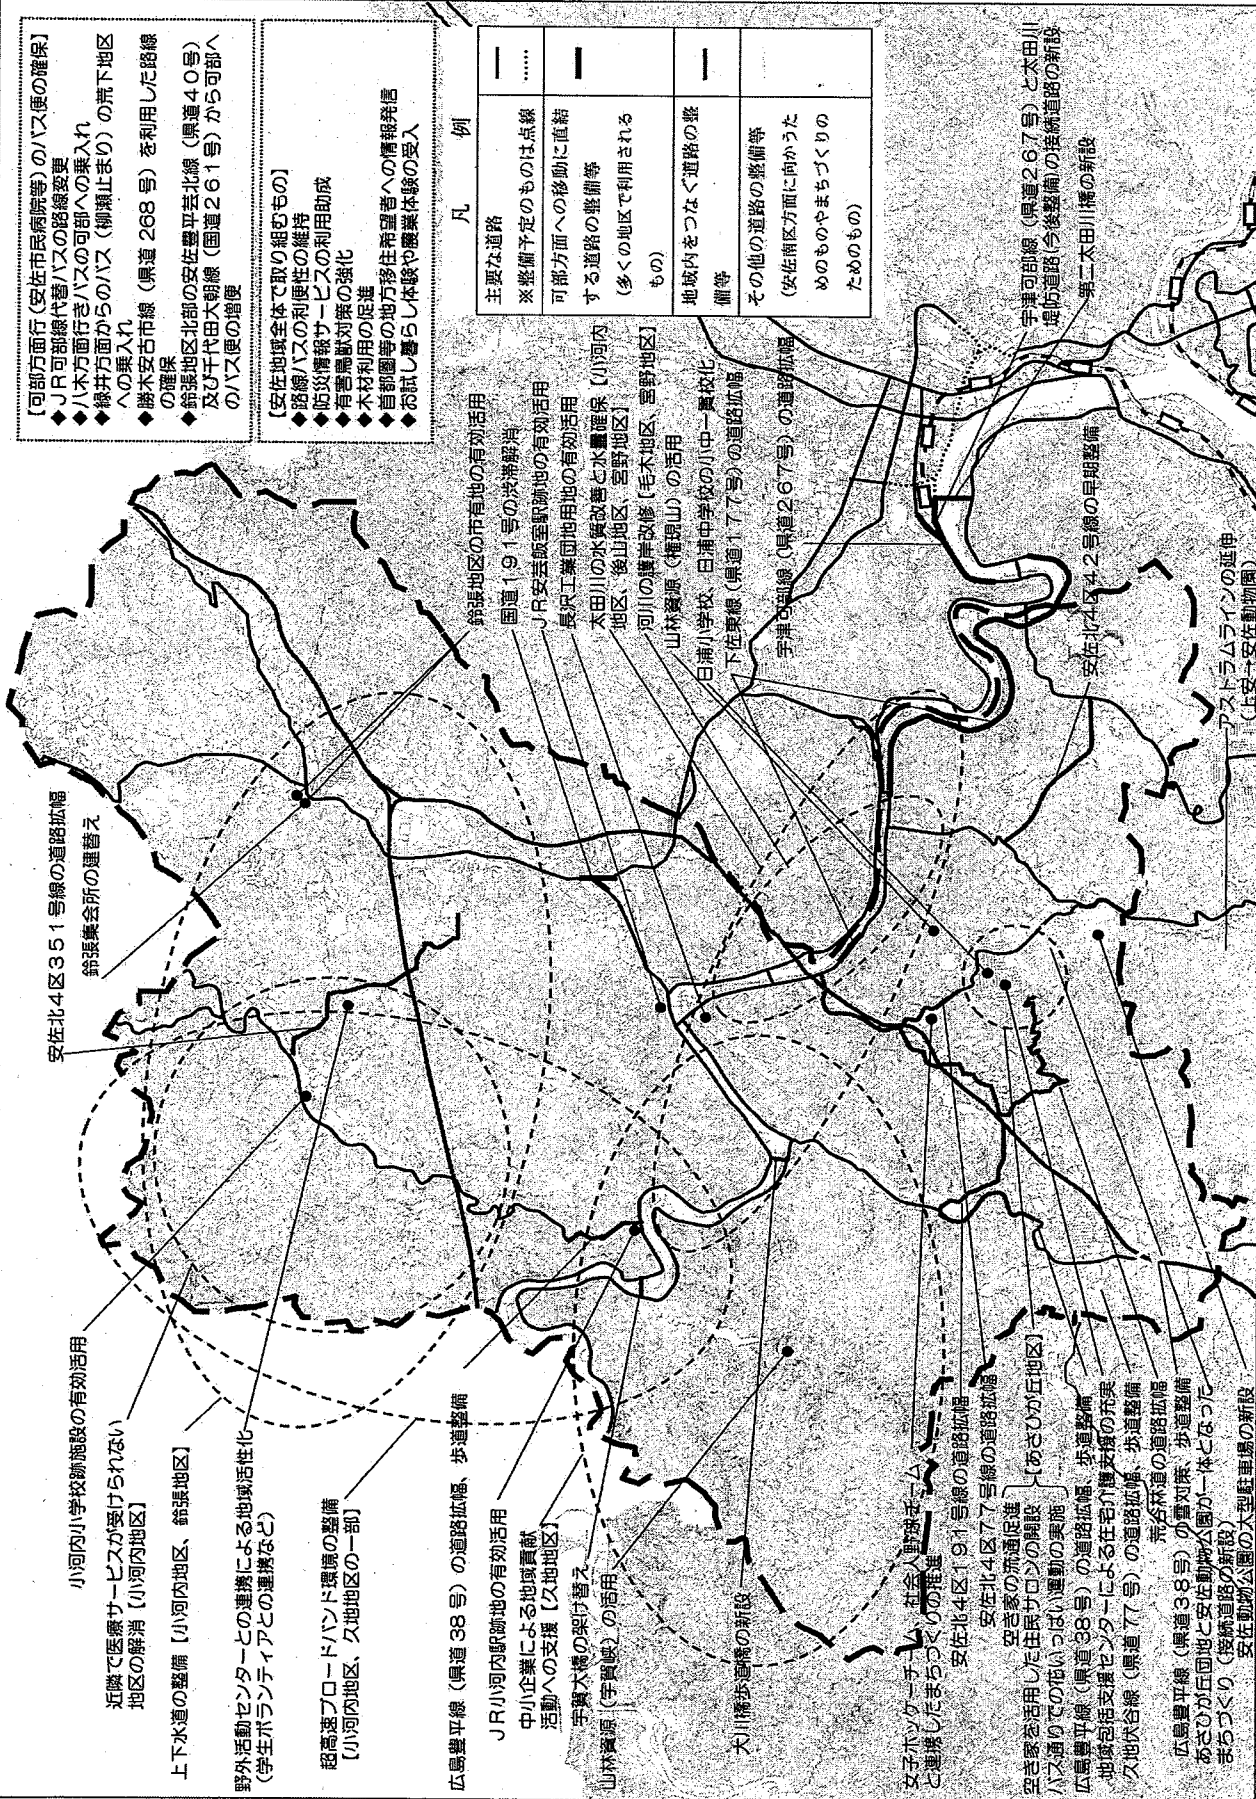 【可部方面行(安佐市民病院等)のバス便の確保】
◆JR可部線代替バスの路線変更
◆八木方面行きバスの可部への乗入れ
◆緑井方面からのバス(柳瀬止まり)の荒下地区
への乗入れ
◆勝木安古市線(県道268号)を利用した路線
の確保
◆鈴張地区北部の安佐豊平芸北線(県道40号)
及び千代田大朝線(国道261号)から可部へ
のバス便の増便
【安佐地域全体で取り組むもの】
◆路線バスの利便性の維持
◆防災情報サービスの利用助成
◆有害鳥獣対策の強化
◆木材利用の促進
◆首都圏等の地方移住希望者への情報発信
◆お試し暮らし体験や農業体験の受入
凡 例
主要な道路
※整備予定のものは点線
可部方面への移動に直結
する道路の整備等
(多くの地区で利用される
もの)
地域内をつなぐ道路の整
備等
その他の道路の整備等
(安佐南区方面に向かうた
めのものやまちづくりの
ためのもの)
安佐北4区351号線の道路拡幅
鈴張集会所の建替え
鈴張地区の市有地の有効活用
国道191号の渋滞解消
JR安芸飯室駅跡地の有効活用
長沢工業団地用地の有効活用
太田川の水質改善と水量確保【小河内
地区、後山地区、宮野地区】
河川の護岸改修【毛木地区、宮野地区】
山林資源(権現山)の活用
日浦小学校、日浦中学校の小中一貫校化
下佐東線(県道177号)の道路拡幅
宇津可部線(県道267号)の道路拡幅
宇津可部線(県道267号)と太田川
堤防道路(今後整備)の接続道路の新設
第二太田川橋の新設
安佐北4区42号線の早期整備
アストラムラインの延伸
(上安～安佐動物園)
小河内小学校跡施設の有効活用
近隣で医療サービスが受けられない
地区の解消【小河内地区】
上下水道の整備【小河内地区、鈴張地区】
野外活動センターとの連携による地域活性化
(学生ボランティアとの連携など)
超高速ブロードバンド環境の整備
【小河内地区、久地地区の一部】
広島豊平線(県道38号)の道路拡幅、歩道整備
JR小河内駅跡地の有効活用
中小企業による地域貢献
活動への支援【久地地区】
宇賀大橋の架け替え
山林資源(宇賀峡)の活用
大川橋歩道橋の新設
女子ホッケーチーム、社会人野球チーム
と連携したまちづくりの推進
安佐北4区191号線の道路拡幅
安佐北4区77号線の道路拡幅
空き家の流通促進
空き家を活用した住民サロンの開設
バス通りでの花いっぱい運動の実施
【あさひが丘地区】
広島豊平線(県道38号)の道路拡幅、歩道整備
地域包括支援センターによる在宅介護支援の充実
久地伏谷線(県道77号)の道路拡幅、歩道整備
荒谷林道の道路拡幅
広島豊平線(県道38号)の雪対策、歩道整備
あさひが丘団地と安佐動物公園が一体となった
まちづくり(接続道路の新設)
安佐動物公園の大型駐車場の新設